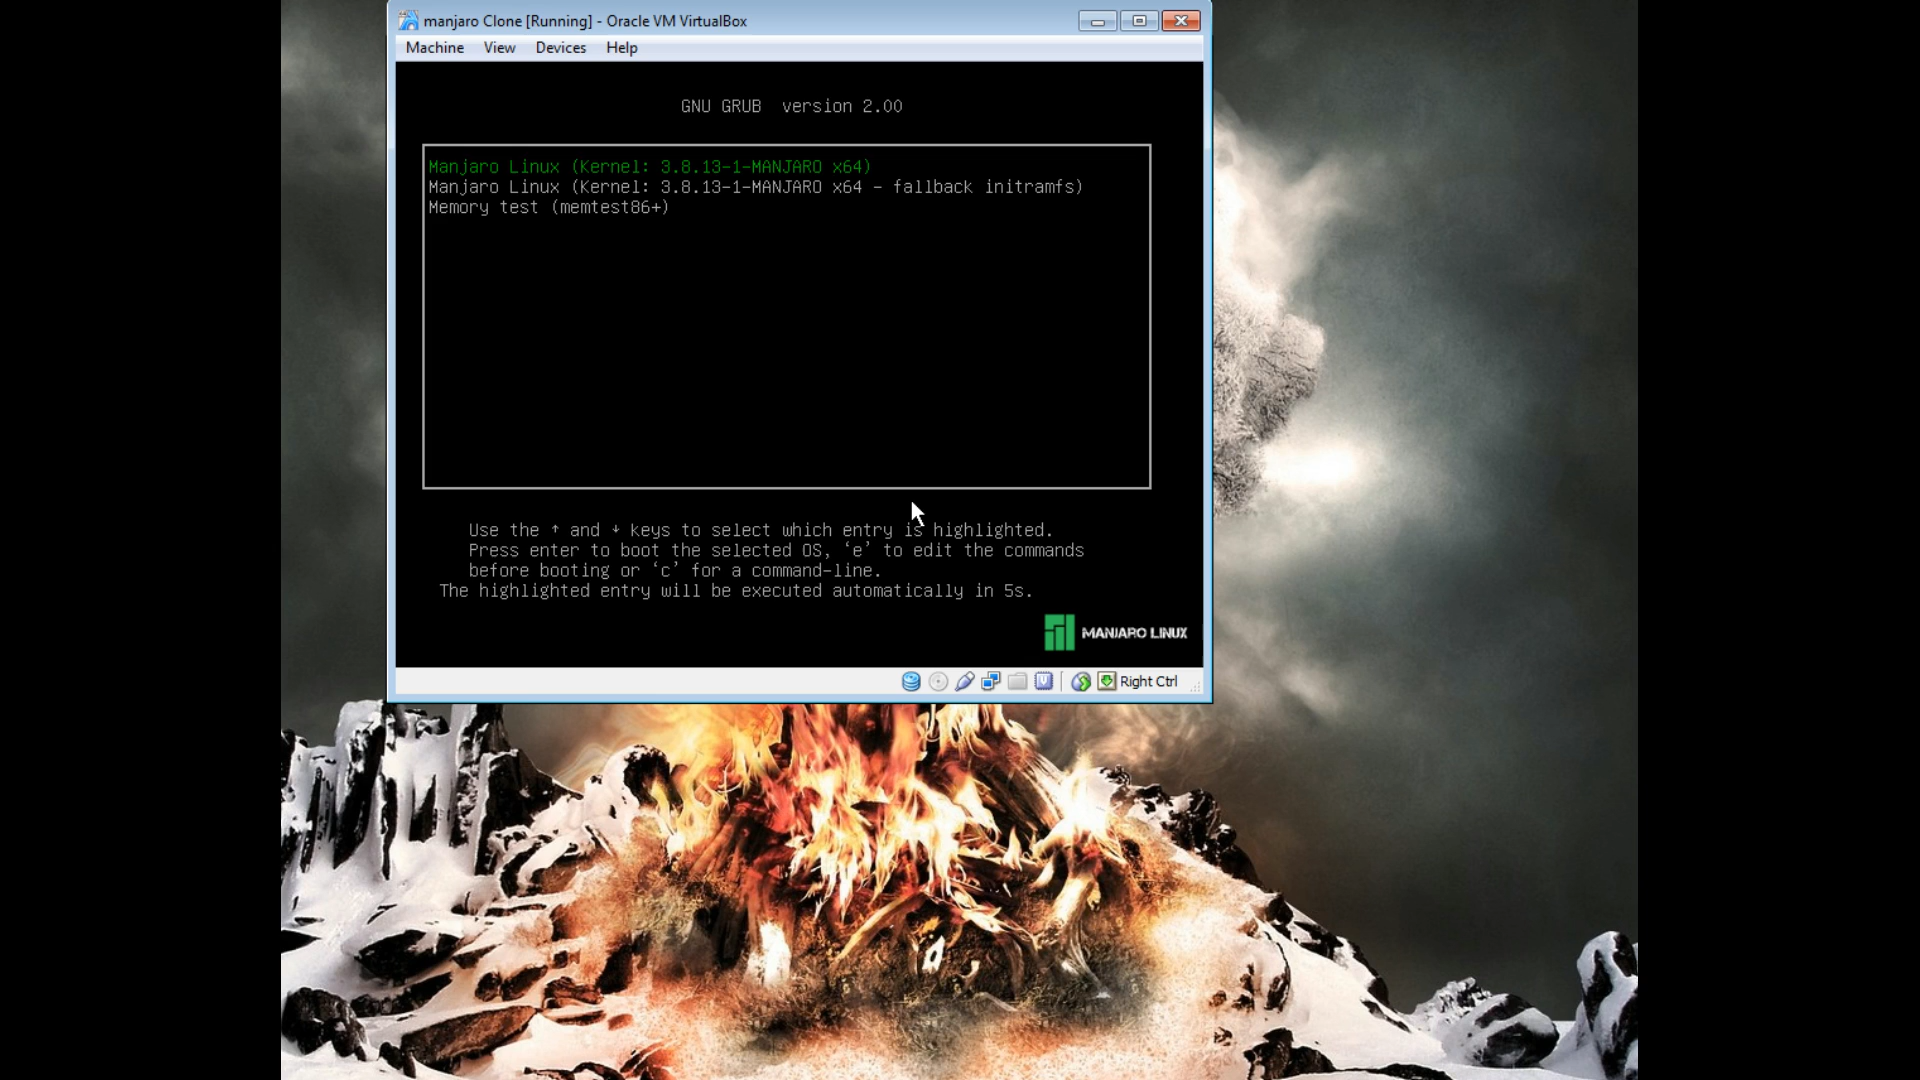 manjaro Clone [Running] - Oracle VM VirtualBox
Machine View Devices Help
GNU GRUB version 2.00
Manjaro Linux (Kernel: 3.8.13-1-MANJARO x64)
Manjaro Linux (Kernel: 3.8.13-1-MANJARO x64 - fallback initramfs)
Memory test (memtest86+)
Use the ↑ and ↓ keys to select which entry is highlighted.
Press enter to boot the selected OS, ‘e’ to edit the commands
before booting or ‘c’ for a command-line.
The highlighted entry will be executed automatically in 5s.
MANJARO LINUX
Right Ctrl